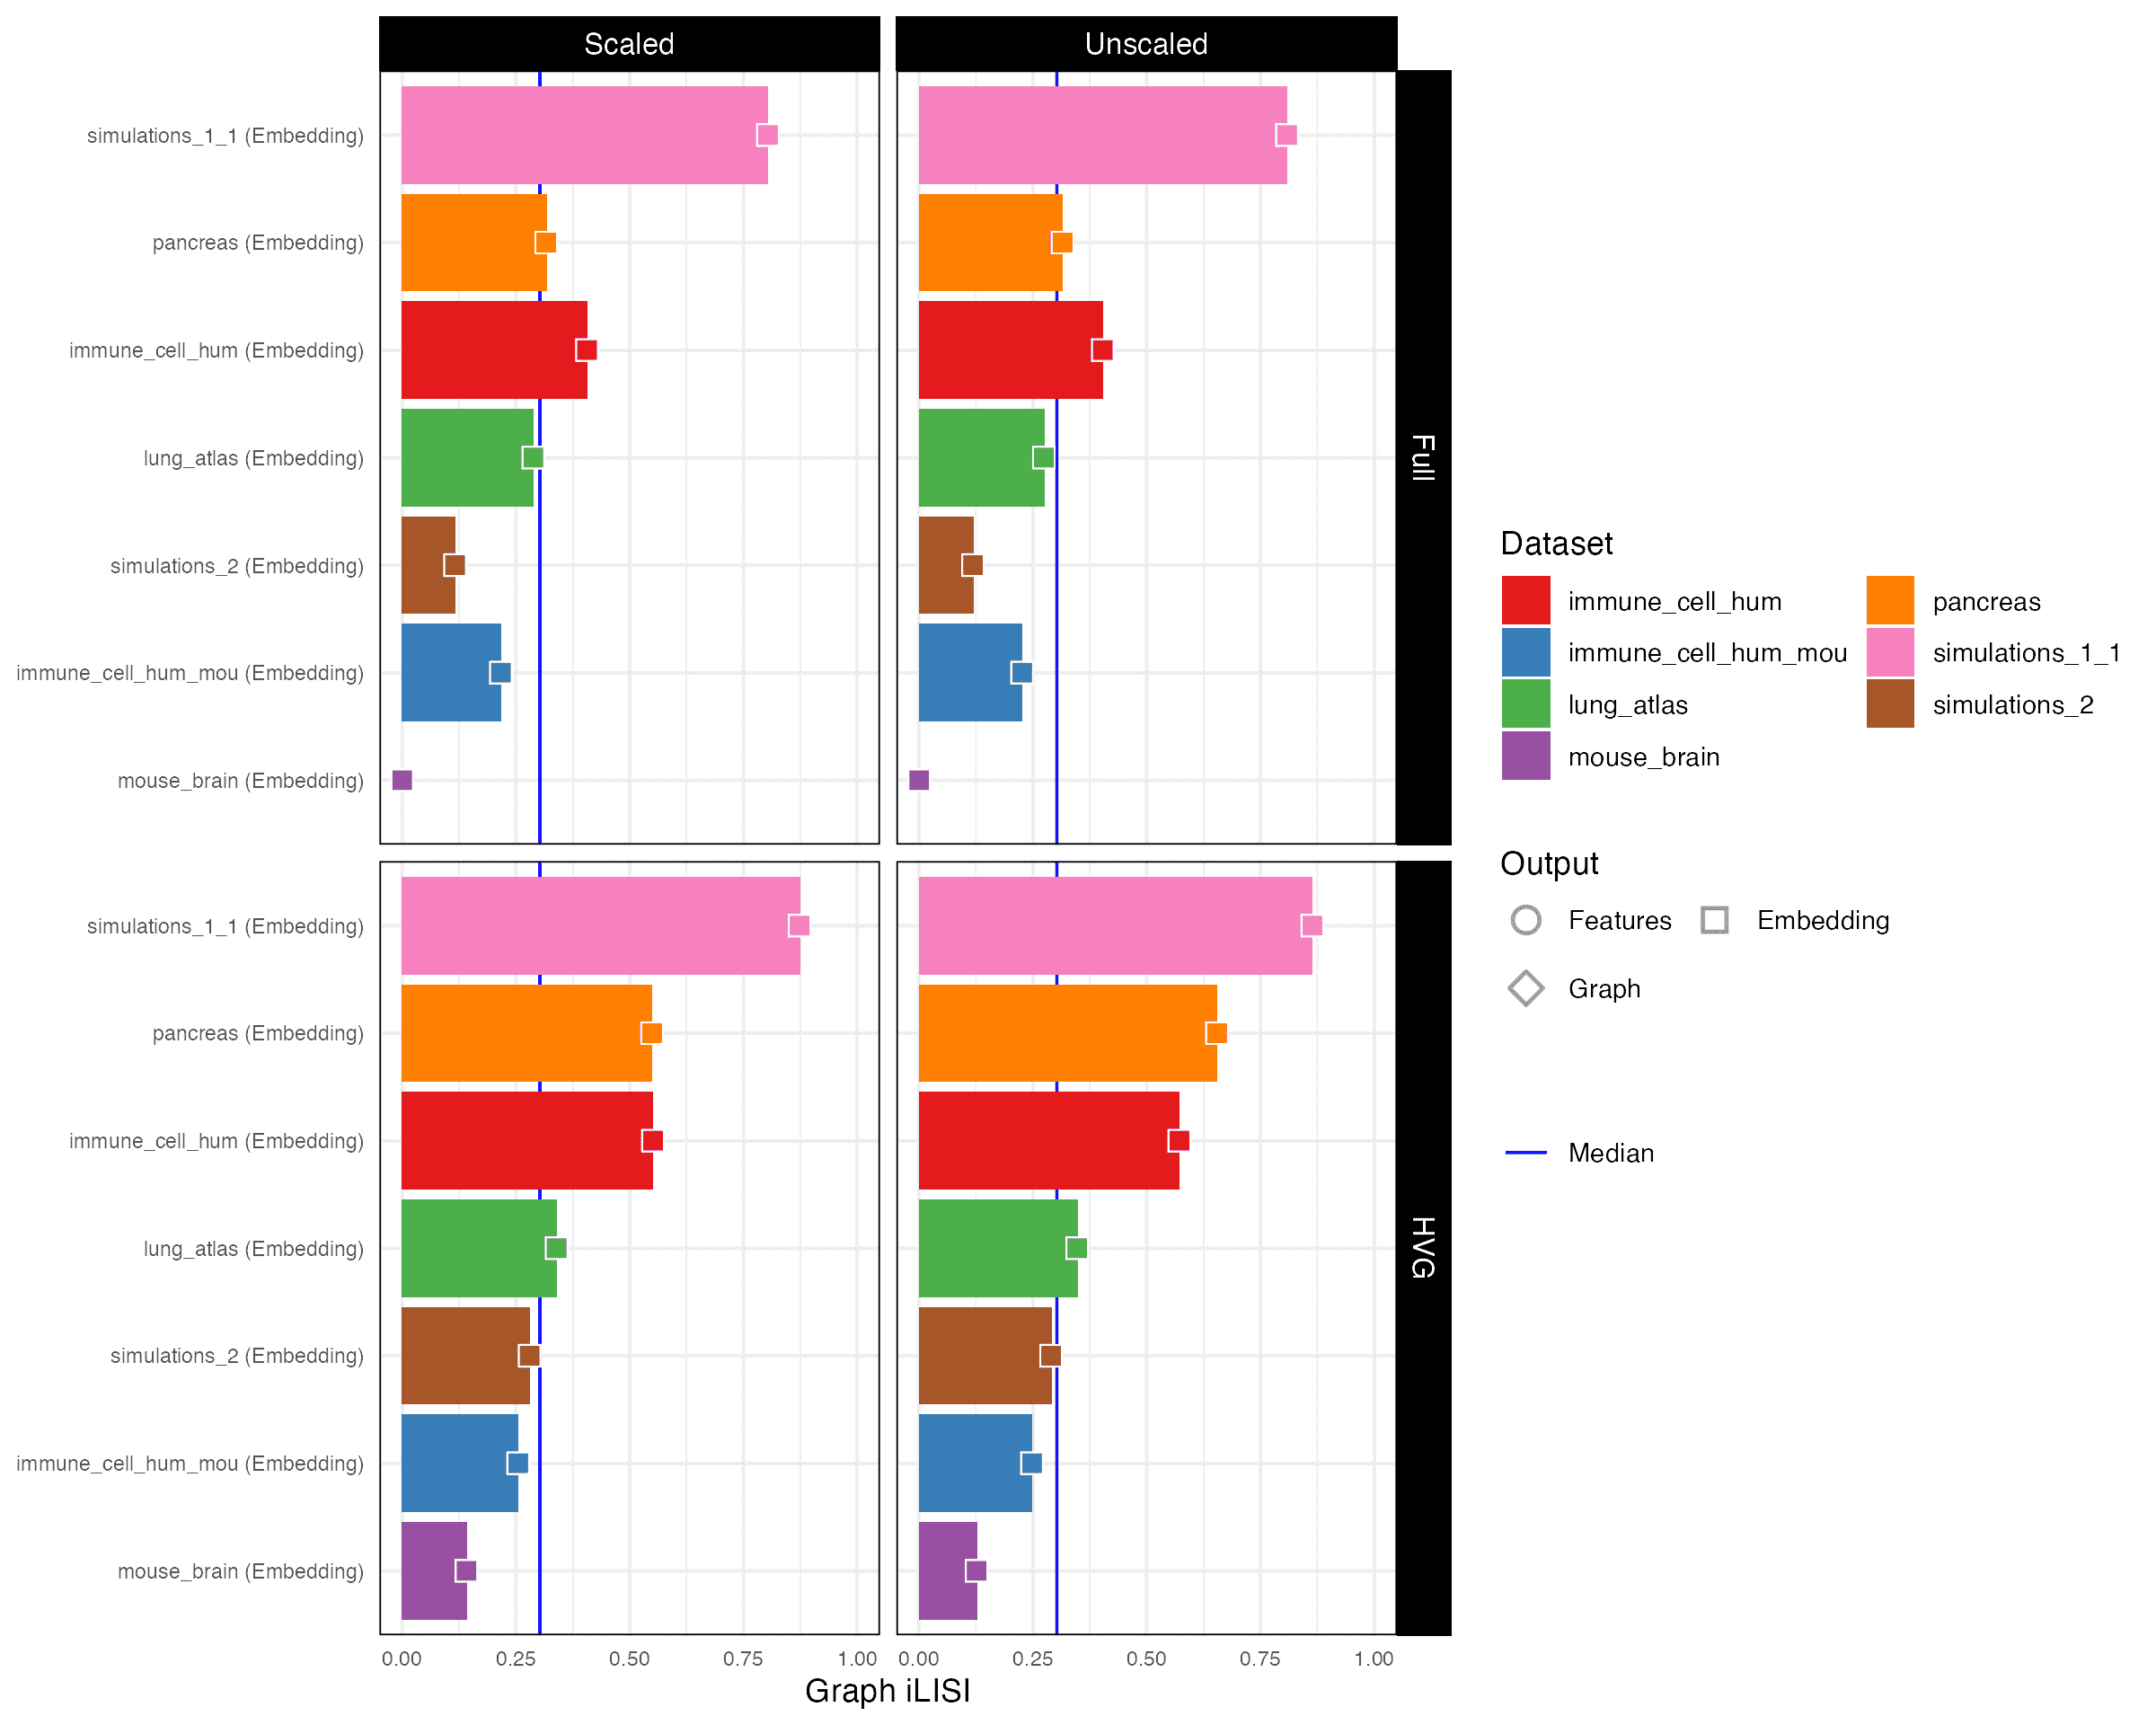 Scaled
Unscaled
simulations_1_1 (Embedding)
pancreas (Embedding)
immune_cell_hum (Embedding)
lung_atlas (Embedding)
simulations_2 (Embedding)
immune_cell_hum_mou (Embedding)
mouse_brain (Embedding)
Full
simulations_1_1 (Embedding)
pancreas (Embedding)
immune_cell_hum (Embedding)
lung_atlas (Embedding)
simulations_2 (Embedding)
immune_cell_hum_mou (Embedding)
mouse_brain (Embedding)
HVG
0.00 0.25 0.50 0.75 1.00
0.00 0.25 0.50 0.75 1.00
Graph iLISI
Dataset
immune_cell_hum
immune_cell_hum_mou
lung_atlas
mouse_brain
pancreas
simulations_1_1
simulations_2
Output
Features
Embedding
Graph
Median